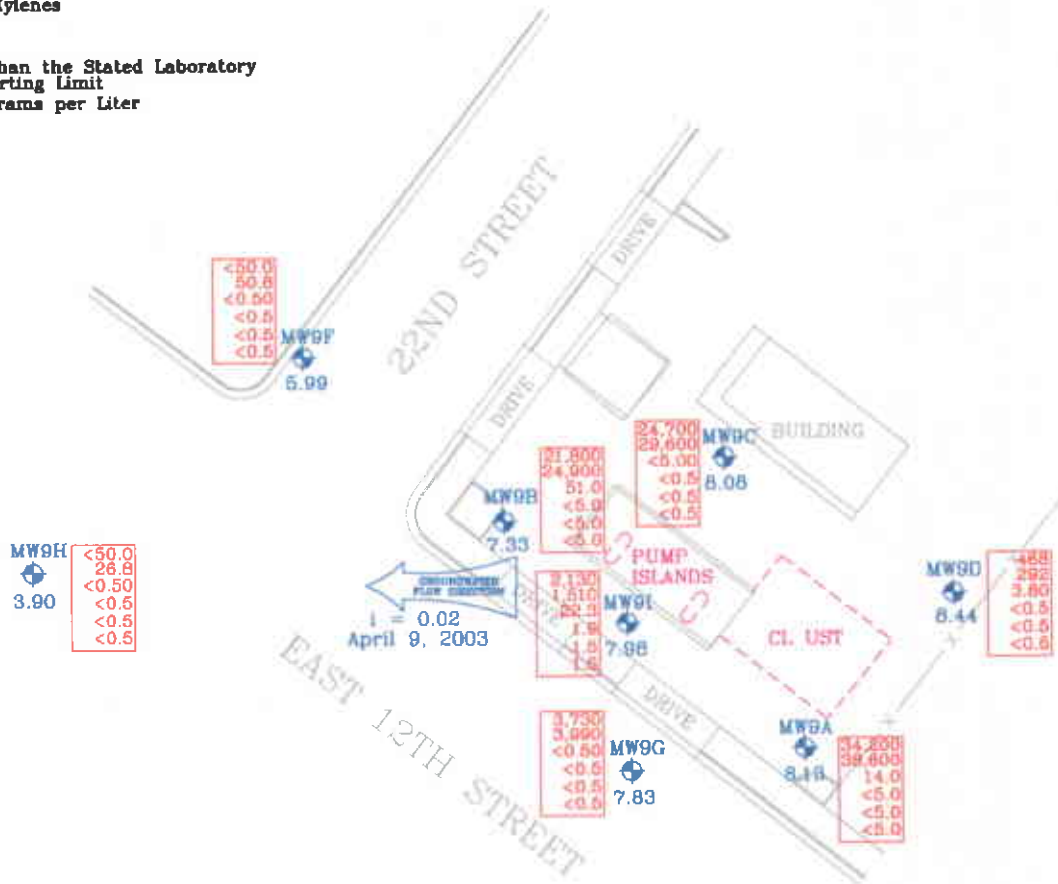 Xylenes
han the Stated Laboratory
rting Limit
rams per Liter
22ND STREET
DRIVE
DRIVE
<50.0
50.8
<0.50
<0.5
<0.5
<0.5
MW9F
5.99
BUILDING
24,700
29,600
<5.00
<0.5
<0.5
<0.5
MW9C
8.08
21,800
24,900
51.0
<5.0
<5.0
<5.0
MW9B
7.33
PUMP
ISLANDS
MW9H
3.90
<50.0
26.8
<0.50
<0.5
<0.5
<0.5
GROUNDWATER
FLOW DIRECTION
i = 0.02
April 9, 2003
DRIVE
2,130
1,510
22.3
1.9
1.5
MW9I
7.98
CL UST
MW9D
8.44
468
292
3.80
<0.5
<0.5
EAST 12TH STREET
DRIVE
3,730
3,990
<0.50
<0.5
<0.5
<0.5
MW9G
7.83
MW9A
34,200
14.0
<5.0
<5.0
<5.0